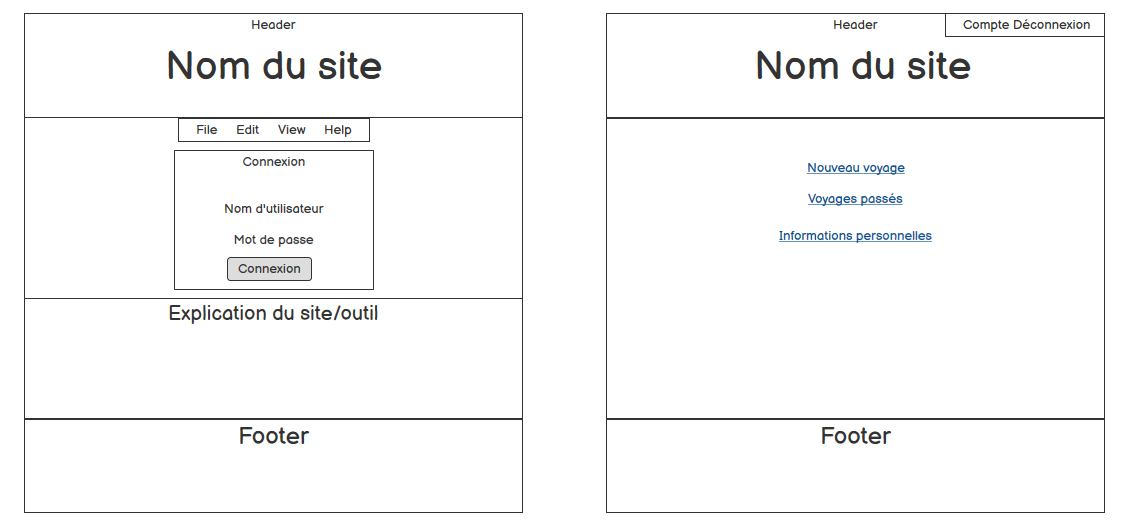 Header
Nom du site
File Edit View Help
Connexion
Nom d'utilisateur
Mot de passe
Connexion
Explication du site/outil
Footer
Header
Compte Déconnexion
Nom du site
Nouveau voyage
Voyages passés
Informations personnelles
Footer